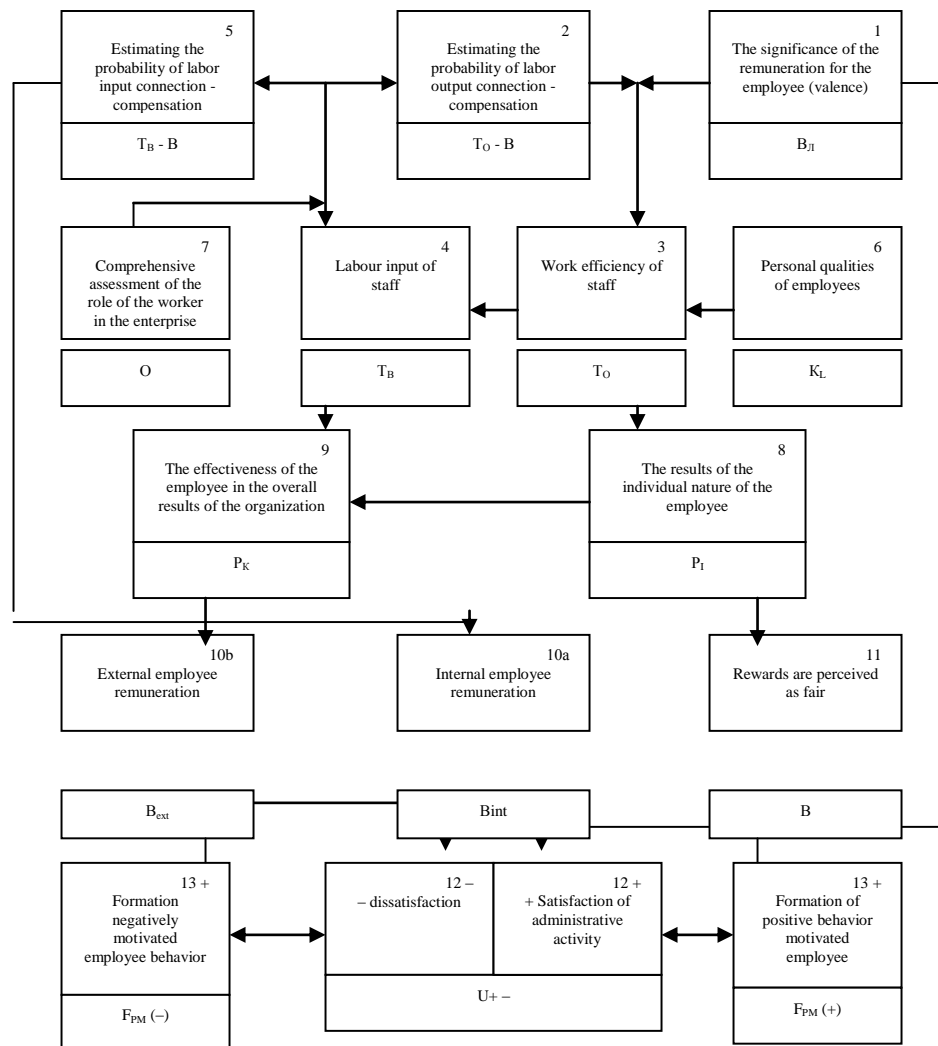 5
Estimating the
probability of labor
input connection -
compensation
T_B - B
2
Estimating the
probability of labor
output connection -
compensation
T_O - B
1
The significance of the
remuneration for the
employee (valence)
B_Л
7
Comprehensive
assessment of the
role of the worker
in the enterprise
O
4
Labour input of
staff
T_B
3
Work efficiency of
staff
T_O
6
Personal qualities
of employees
K_L
9
The effectiveness of the
employee in the overall
results of the organization
P_K
8
The results of the
individual nature of the
employee
P_I
10b
External employee
remuneration
10a
Internal employee
remuneration
11
Rewards are perceived
as fair
B_ext
Bint
B
13 +
Formation
negatively
motivated
employee behavior
F_PM (–)
12 –
– dissatisfaction
12 +
+ Satisfaction of
administrative
activity
U+ –
13 +
Formation of
positive behavior
motivated
employee
F_PM (+)